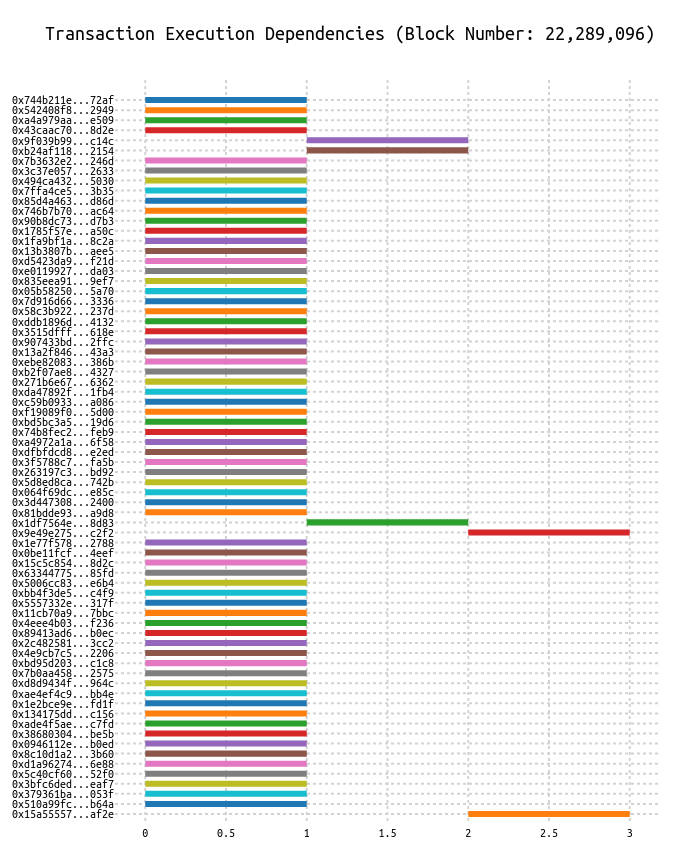 Transaction Execution Dependencies (Block Number: 22,289,096)
0x744b211e...72af
0x542408f8...2949
0xa4a979aa...e509
0x43caac70...8d2e
0x9f039b99...c14c
0xb24af118...2154
0x7b3632e2...246d
0x3c37e057...2633
0x494ca432...5030
0x7ffa4ce5...3b35
0x85d4a463...d86d
0x746b7b70...ac64
0x90b8dc73...d7b3
0x1785f57e...a50c
0x1fa9bf1a...8c2a
0x13b3807b...aee5
0xd5423da9...f21d
0xe0119927...da03
0x835eea91...9ef7
0x05b58250...5a70
0x7d916d66...3336
0x58c3b922...237d
0xddb1896d...4132
0x3515dfff...618e
0x907433bd...2ffc
0x13a2f846...43a3
0xebe82083...386b
0xb2f07ae8...4327
0x271b6e67...6362
0xda47892f...1fb4
0xc59b0933...a086
0xf19089f0...5d00
0xbd5bc3a5...19d6
0x74b8fec2...feb9
0xa4972a1a...6f58
0xdfbfdcd8...e2ed
0x3f5788c7...fa5b
0x263197c3...bd92
0x5d8ed8ca...742b
0x064f69dc...e85c
0x3d447308...2400
0x81bdde93...a9d8
0x1df7564e...8d83
0x9e49e275...c2f2
0x1e77f578...2788
0x0be11fcf...4eef
0x15c5c854...8d2c
0x63344775...85fd
0x5006cc83...e6b4
0xbb4f3de5...c4f9
0x5557332e...317f
0x11cb70a9...7bbc
0x4eee4b03...f236
0x89413ad6...b0ec
0x2c482581...3cc2
0x4e9cb7c5...2206
0xbd95d203...c1c8
0x7b0aa458...2575
0xd8d9434f...964c
0xae4ef4c9...bb4e
0x1e2bce9e...fd1f
0x134175dd...c156
0xade4f5ae...c7fd
0x38680304...be5b
0x0946112e...b0ed
0x8c10d1a2...3b60
0xd1a96274...6e88
0x5c40cf60...52f0
0x3bfc6ded...eaf7
0x379361ba...053f
0x510a99fc...b64a
0x15a55557...af2e
0 0.5 1 1.5 2 2.5 3